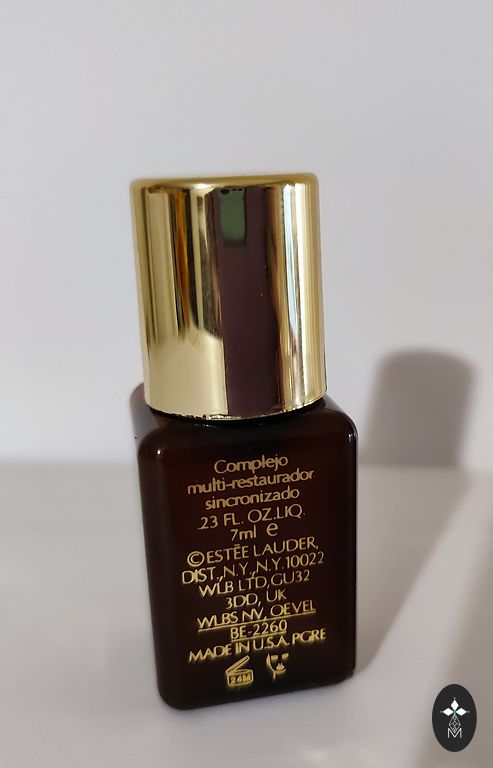 Complejo
multi-restaurador
sincronizado
.23 FL. OZ.LIQ.
7ml e
©ESTĒE LAUDER,
DIST.,N.Y.,N.Y.10022
WLB LTD,GU32
3DD, UK
WLBS NV, OEVEL
BE-2260
MADE IN U.S.A. PGRE
24M
M